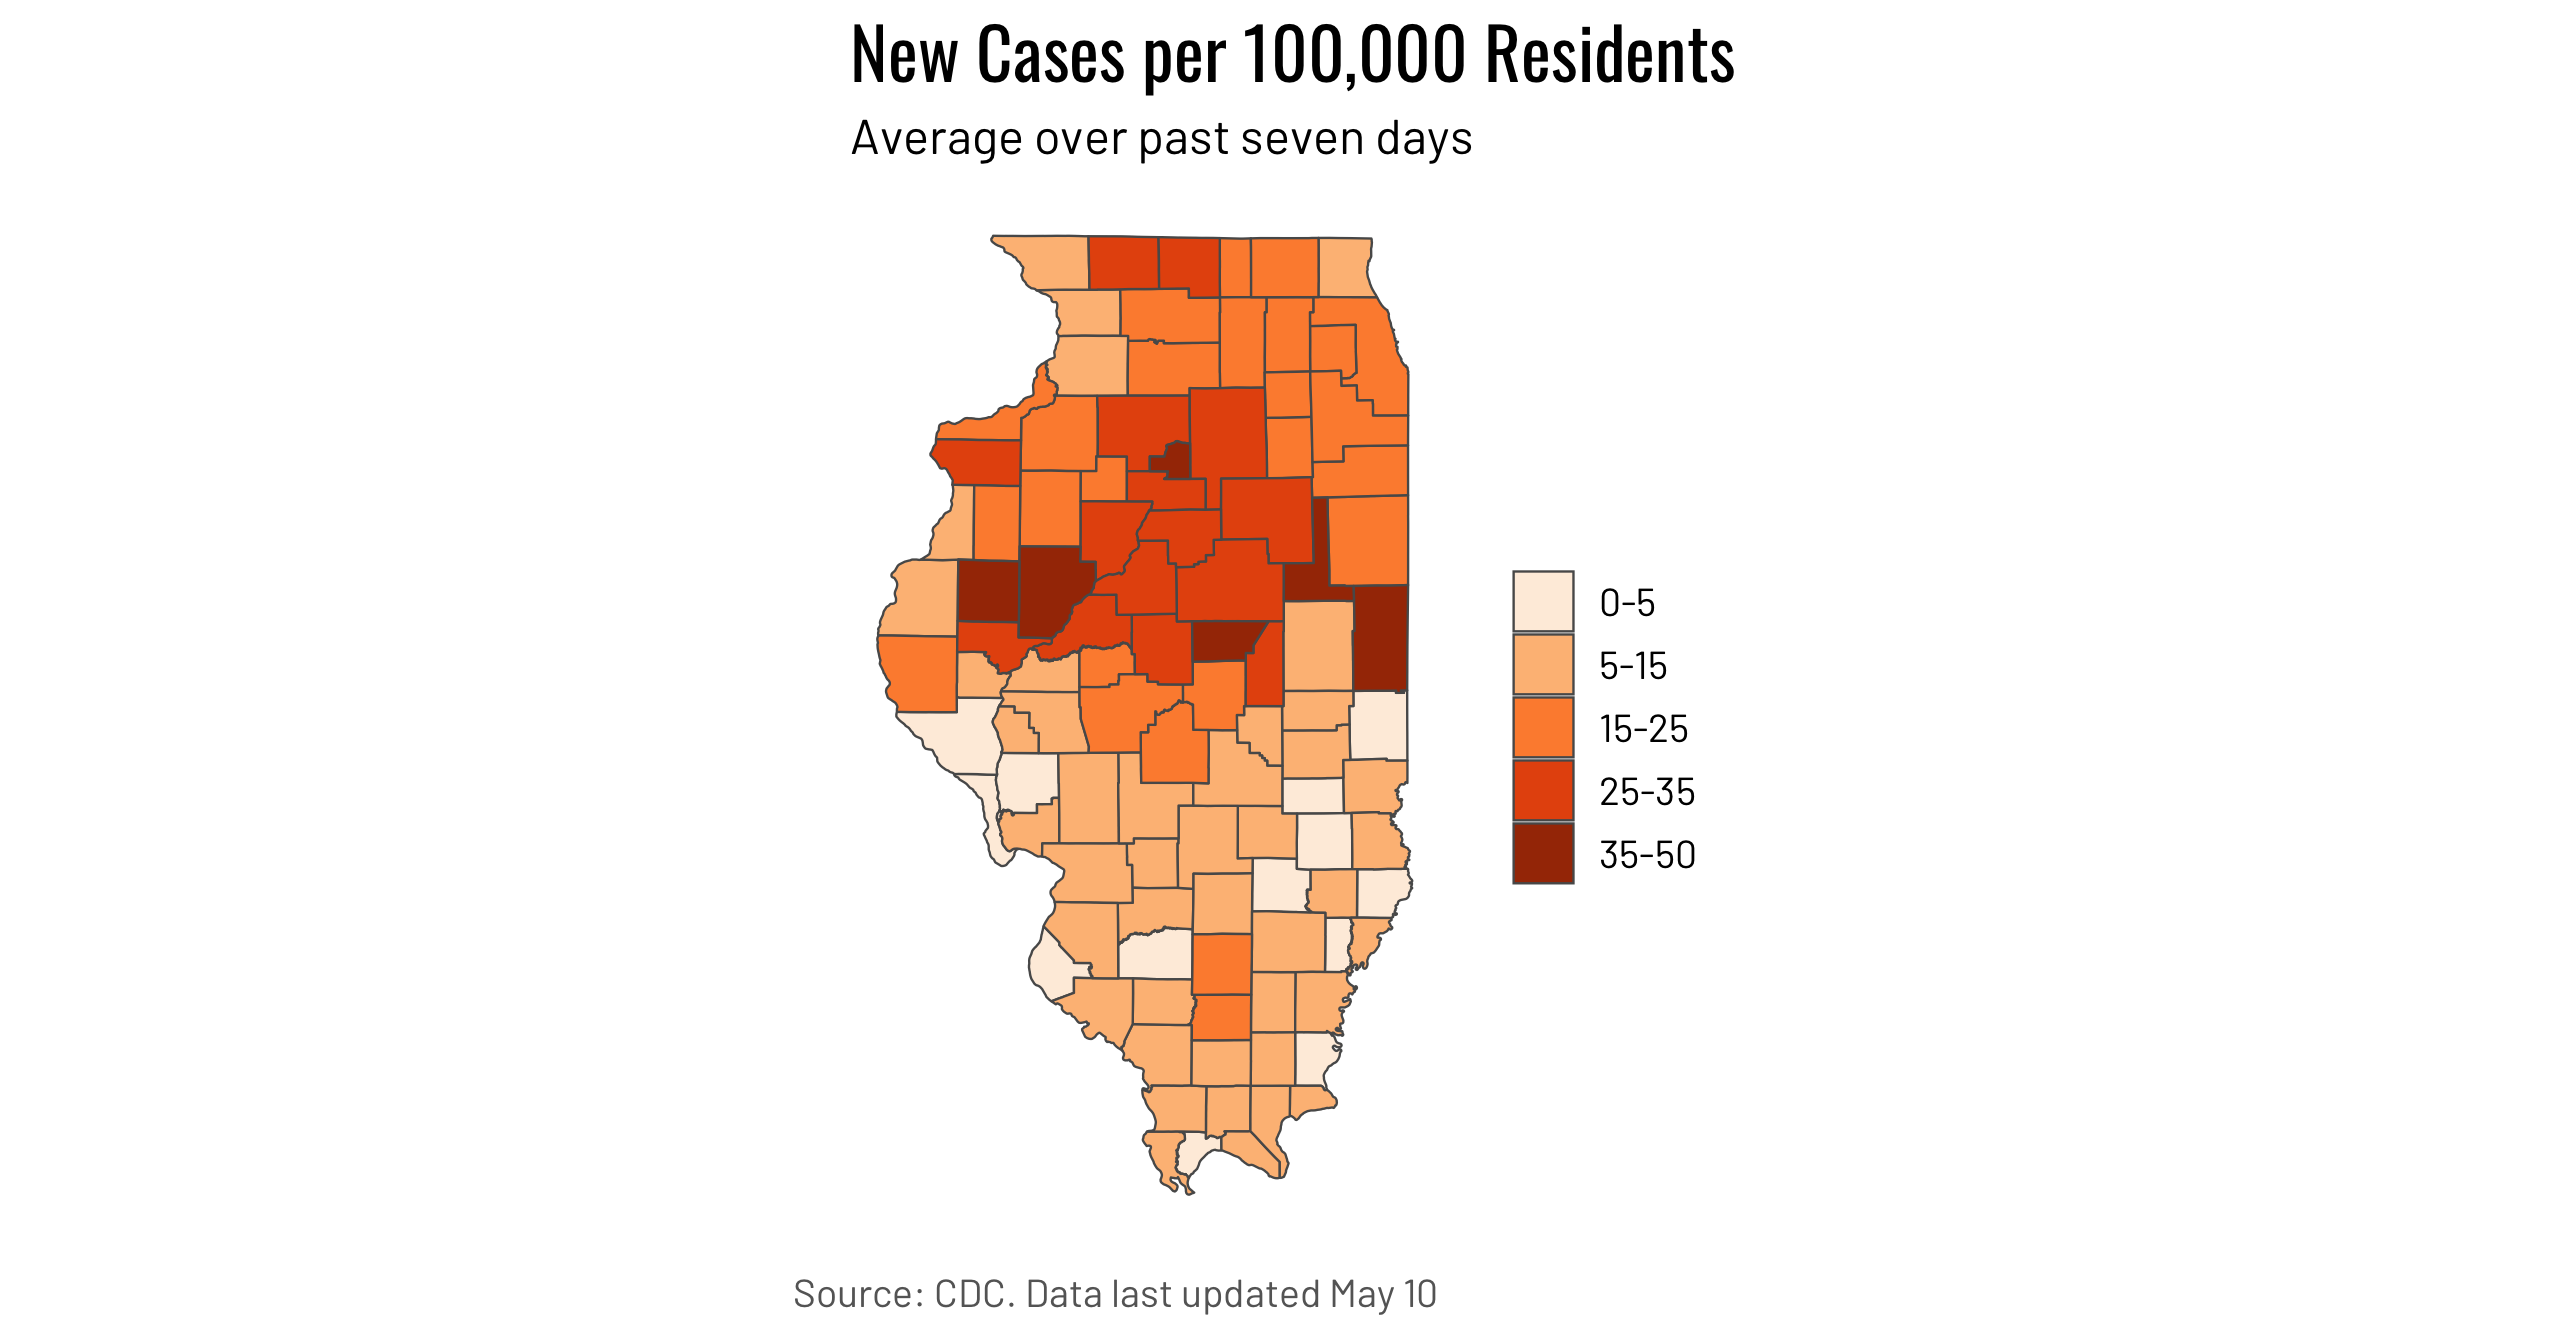 New Cases per 100,000 Residents
Average over past seven days
0-5
5-15
15-25
25-35
35-50
Source: CDC. Data last updated May 10